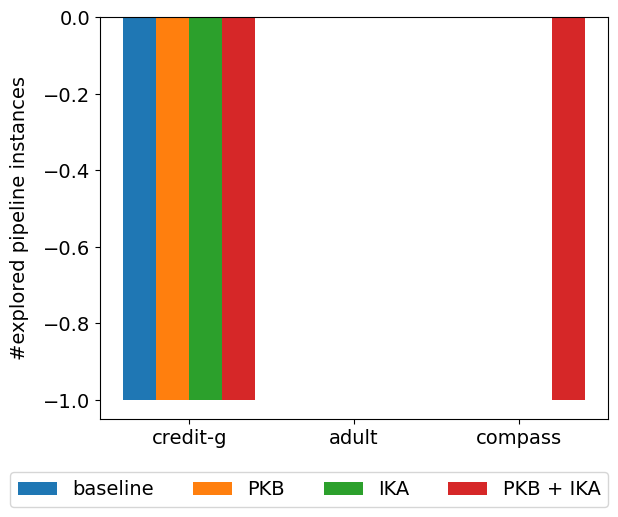 #explored pipeline instances
0.0
−0.2
−0.4
−0.6
−0.8
−1.0
credit-g
adult
compass
baseline
PKB
IKA
PKB + IKA